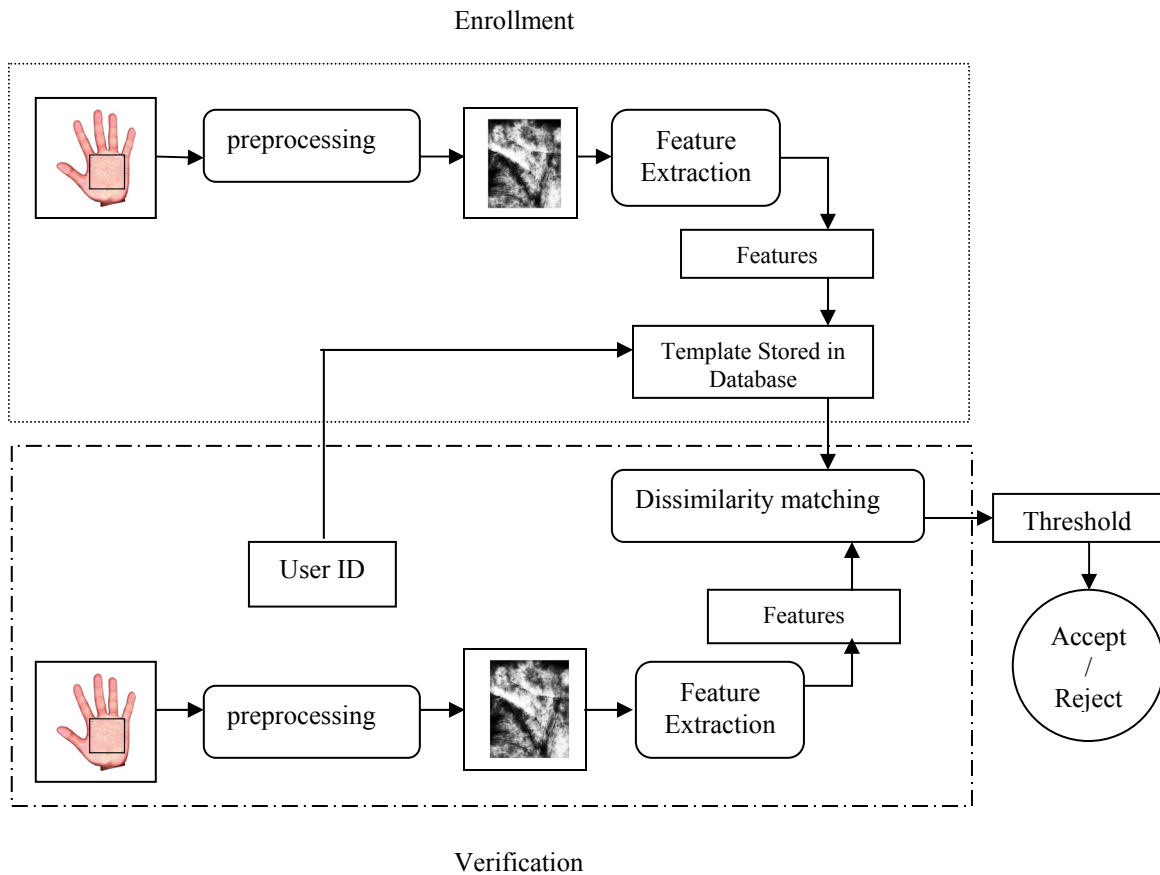 Enrollment
preprocessing
Feature
Extraction
Features
Template Stored in
Database
Dissimilarity matching
Threshold
User ID
Features
Accept
/
Reject
preprocessing
Feature
Extraction
Verification